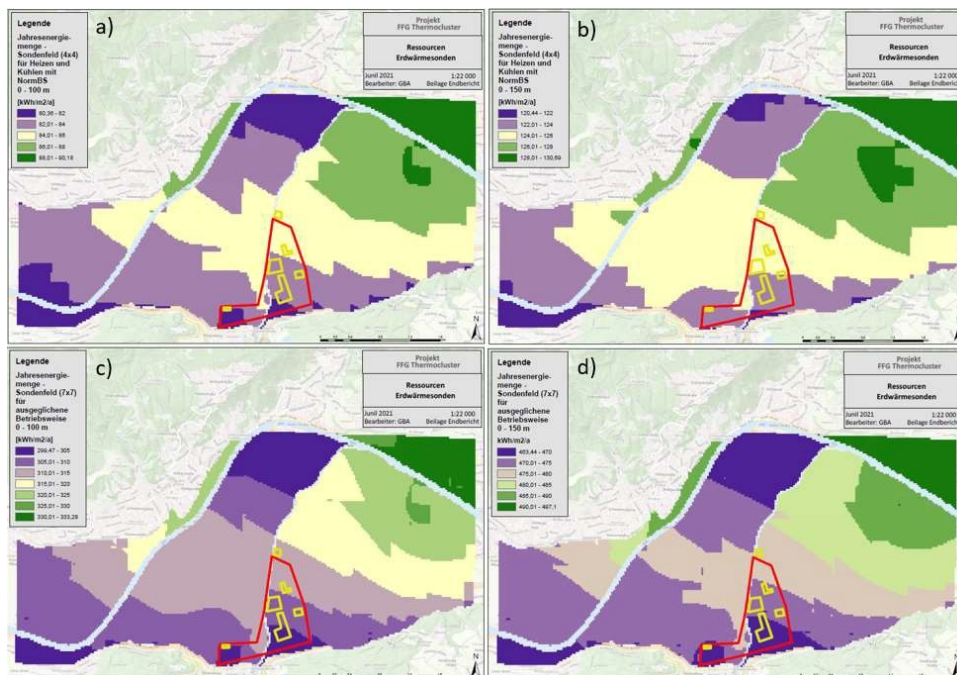 a)
Legende
Jahresenergie-
menge -
Sondenfeld (4x4)
für Heizen und
Kühlen mit
NormBS
0 - 100 m
[kWh/m2/a]
80,36 - 82
82,01 - 84
84,01 - 86
86,01 - 88
88,01 - 90,16
Projekt
FFG Thermocluster
Ressourcen
Erdwärmesonden
Junil 2021 1:22 000
Bearbeiter: GBA Beilage Endbericht
N
b)
Legende
Jahresenergie-
menge -
Sondenfeld (4x4)
für Heizen und
Kühlen mit
NormBS
0 - 150 m
[kWh/m2/a]
120,44 - 122
122,01 - 124
124,01 - 126
126,01 - 128
128,01 - 130,69
Projekt
FFG Thermocluster
Ressourcen
Erdwärmesonden
Junil 2021 1:22 000
Bearbeiter: GBA Beilage Endbericht
N
c)
Legende
Jahresenergie-
menge -
Sondenfeld (7x7)
für
ausgeglichene
Betriebsweise
0 - 100 m
[kWh/m2/a]
298,47 - 305
305,01 - 310
310,01 - 315
315,01 - 320
320,01 - 325
325,01 - 330
330,01 - 333,29
Projekt
FFG Thermocluster
Ressourcen
Erdwärmesonden
Junil 2021 1:22 000
Bearbeiter: GBA Beilage Endbericht
N
d)
Legende
Jahresenergie-
menge -
Sondenfeld (7x7)
für
ausgeglichene
Betriebsweise
0 - 150 m
kWh/m2/a
463,44 - 470
470,01 - 475
475,01 - 480
480,01 - 485
485,01 - 490
490,01 - 497,1
Projekt
FFG Thermocluster
Ressourcen
Erdwärmesonden
Junil 2021 1:22 000
Bearbeiter: GBA Beilage Endbericht
N